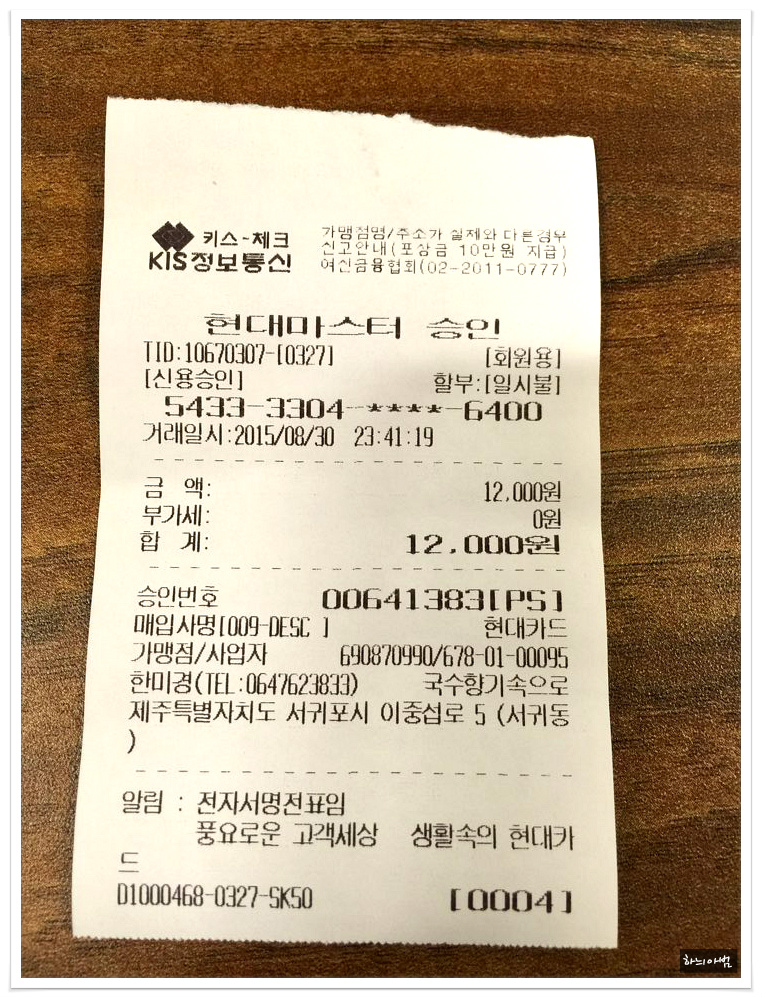 키스-체크
KIS정보통신
가맹점명/주소가 실제와 다른경우
신고안내(포상금 10만원 지급)
여신금융협회(02-2011-0777)
현대마스터 승인
TID:10670307-[0327] [회원용]
[신용승인] 할부:[일시불]
5433-3304-****-6400
거래일시:2015/08/30 23:41:19
금 액: 12,000원
부가세: 0원
합 계: 12,000원
승인번호 00641383[PS]
매입사명[009-DESC ] 현대카드
가맹점/사업자 690870990/678-01-00095
한미경(TEL:0647623833) 국수향기속으로
제주특별자치도 서귀포시 이중섭로 5 (서귀동
)
알림 : 전자서명전표임
풍요로운 고객세상 생활속의 현대카
드
D1000468-0327-SK50 [0004]
하늬아범